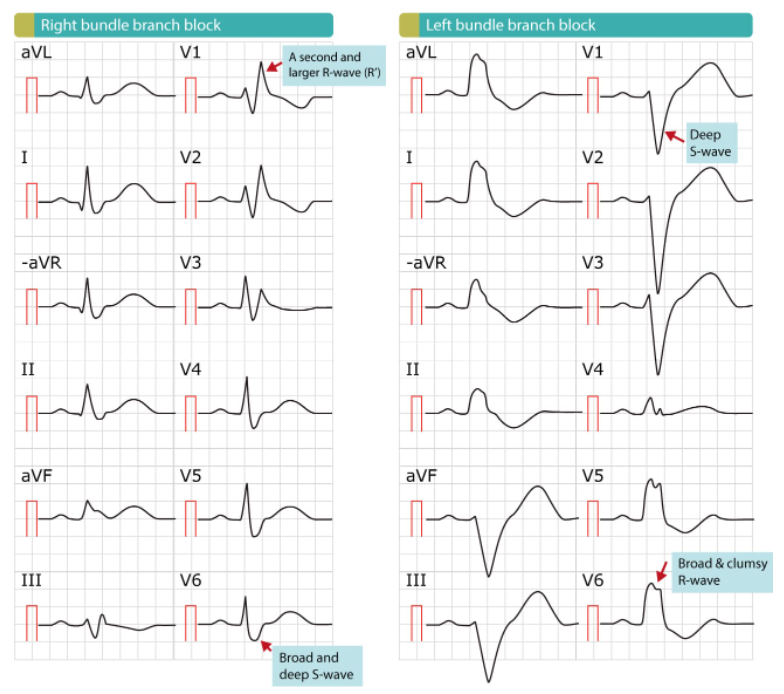 Right bundle branch block
aVL
V1
A second and
larger R-wave (R')
I
V2
-aVR
V3
II
V4
aVF
V5
III
V6
Broad and
deep S-wave
Left bundle branch block
aVL
V1
Deep
S-wave
I
V2
-aVR
V3
II
V4
aVF
V5
Broad & clumsy
R-wave
III
V6